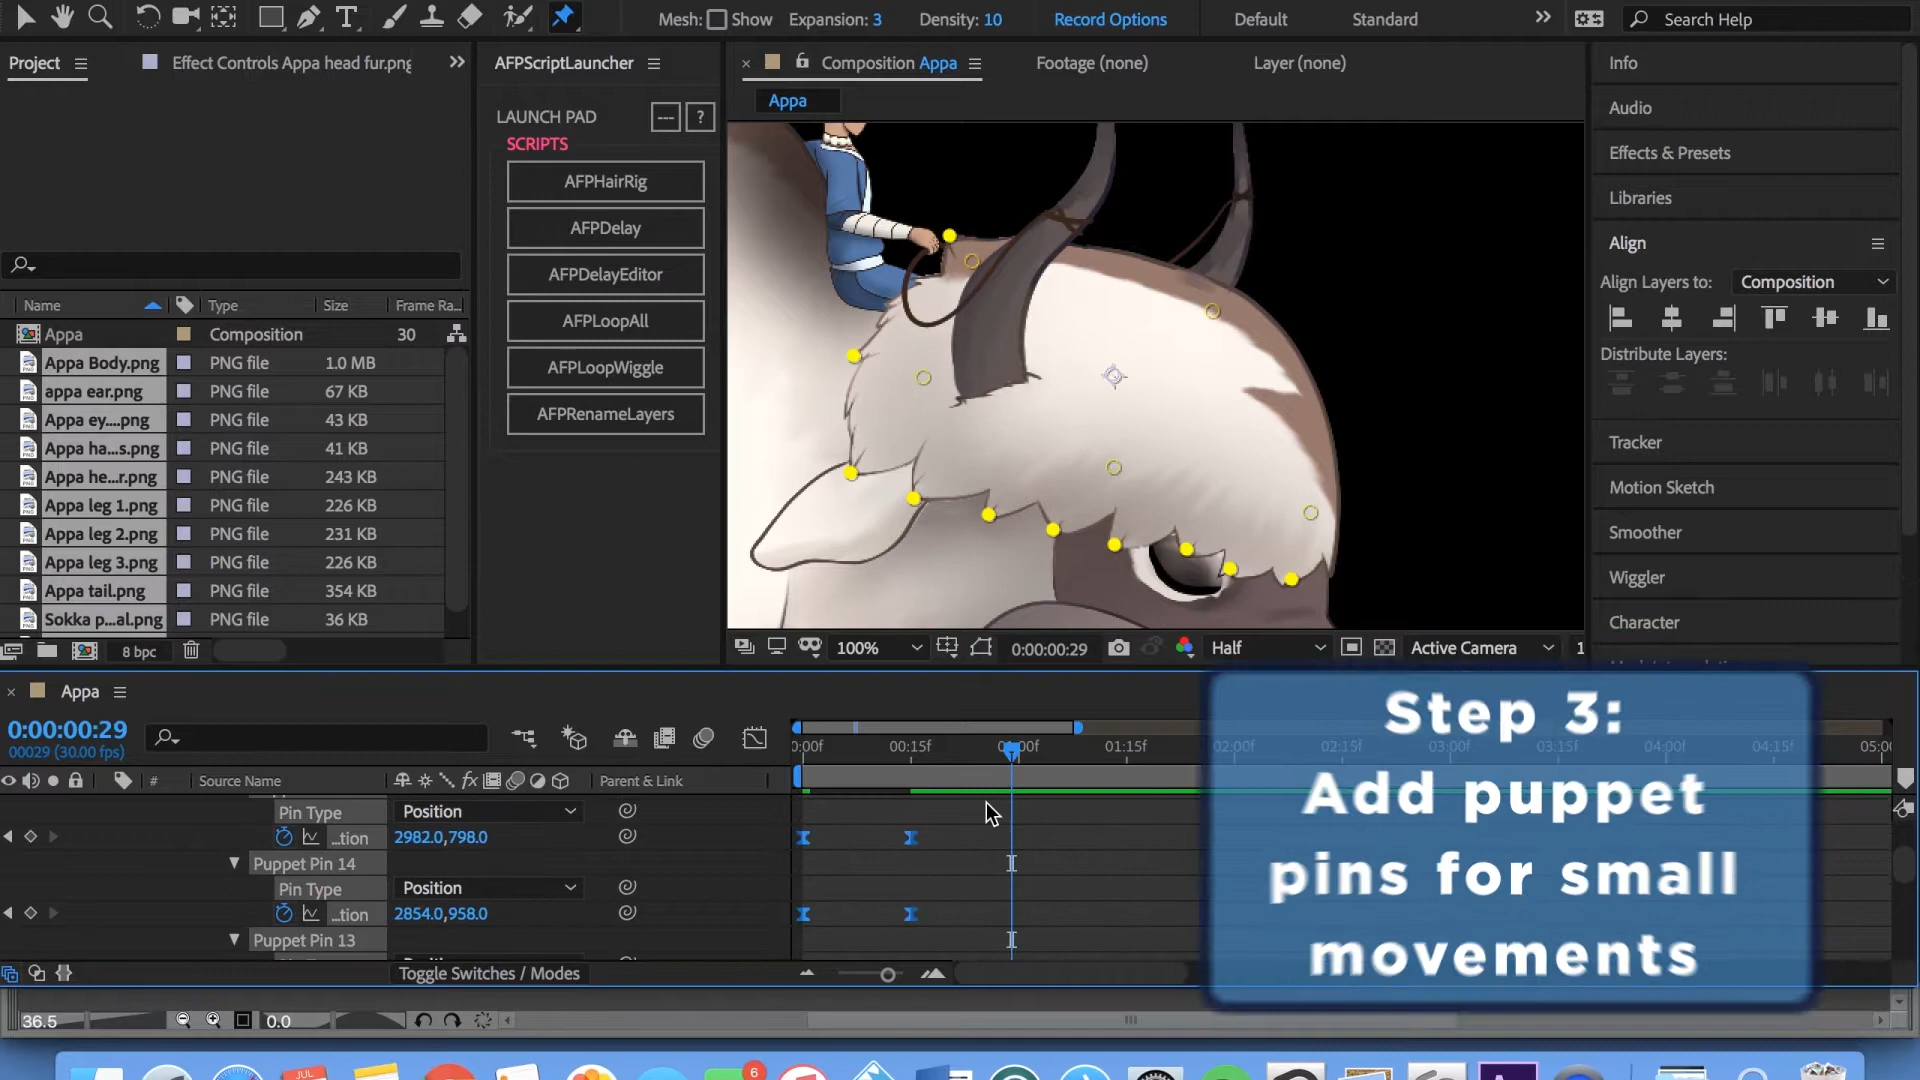 Mesh: Show Expansion: 3 Density: 10 Record Options Default Standard Search Help
Project Effect Controls Appa head fur.png
AFPScriptLauncher
Composition Appa Footage (none) Layer (none)
Appa
LAUNCH PAD --- ?
SCRIPTS
AFPHairRig
AFPDelay
AFPDelayEditor
AFPLoopAll
AFPLoopWiggle
AFPRenameLayers
Name Type Size Frame Ra...
Appa Composition 30
Appa Body.png PNG file 1.0 MB
appa ear.png PNG file 67 KB
Appa ey....png PNG file 43 KB
Appa ha...s.png PNG file 41 KB
Appa he...r.png PNG file 243 KB
Appa leg 1.png PNG file 226 KB
Appa leg 2.png PNG file 231 KB
Appa leg 3.png PNG file 226 KB
Appa tail.png PNG file 354 KB
Sokka p...al.png PNG file 36 KB
8 bpc
100% 0:00:00:29 Half Active Camera 1
Info
Audio
Effects & Presets
Libraries
Align
Align Layers to: Composition
Distribute Layers:
Tracker
Motion Sketch
Smoother
Wiggler
Character
Appa
0:00:00:29
00029 (30.00 fps)
0:00f 00:15f 00f 01:15f 02:00f 02:15f 03:00f 03:15f 04:00f 04:15f 05:00
# Source Name fx Parent & Link
Pin Type Position
...tion 2982.0,798.0
Puppet Pin 14
Pin Type Position
...tion 2854.0,958.0
Puppet Pin 13
Toggle Switches / Modes
36.5 0.0
Step 3:
Add puppet
pins for small
movements
JUL 6